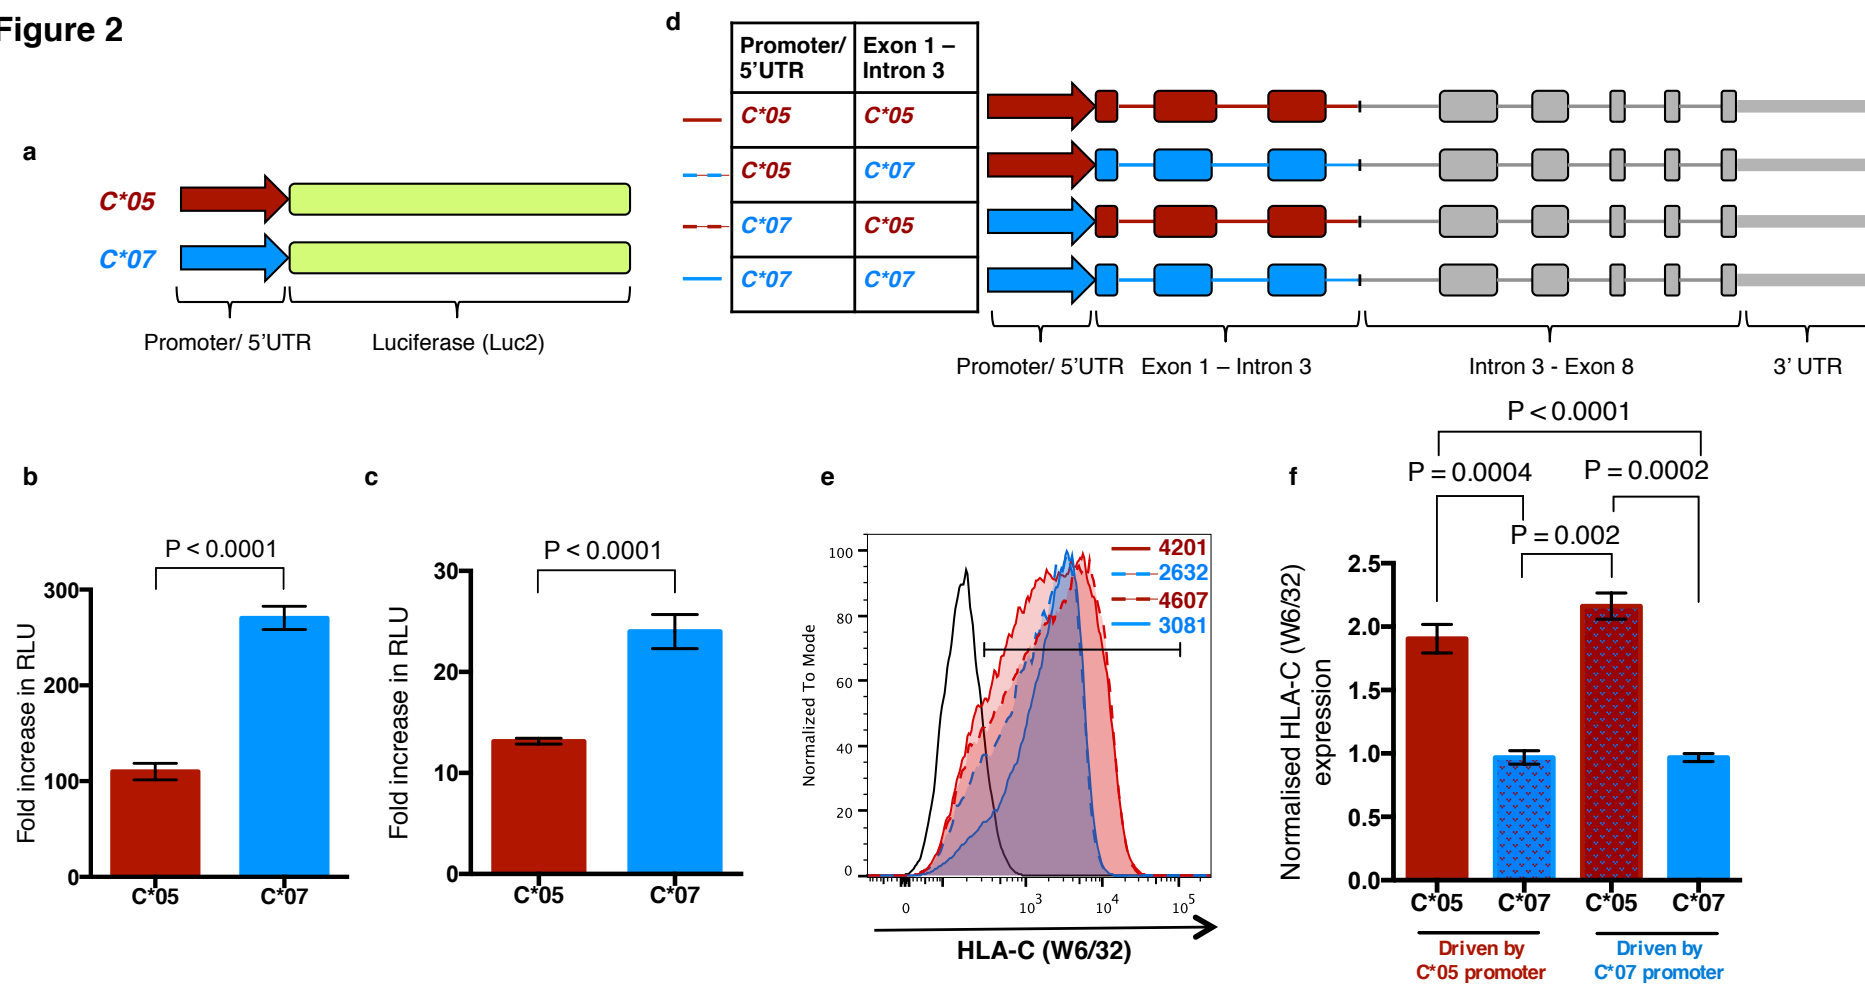 Figure 2
a
C*05
C*07
Promoter/ 5'UTR
Luciferase (Luc2)
d
Promoter/ 5'UTR
Exon 1 – Intron 3
C*05
C*05
C*05
C*07
C*07
C*05
C*07
C*07
Promoter/ 5'UTR
Exon 1 – Intron 3
Intron 3 - Exon 8
3' UTR
b
P < 0.0001
Fold increase in RLU
300
200
100
0
C*05
C*07
c
P < 0.0001
Fold increase in RLU
30
20
10
0
C*05
C*07
e
Normalized To Mode
100
80
60
40
20
0
4201
2632
4607
3081
0
10³
10⁴
10⁵
HLA-C (W6/32)
f
P < 0.0001
P = 0.0004
P = 0.0002
P = 0.002
Normalised HLA-C (W6/32)
expression
2.5
2.0
1.5
1.0
0.5
0.0
C*05
C*07
C*05
C*07
Driven by
C*05 promoter
Driven by
C*07 promoter